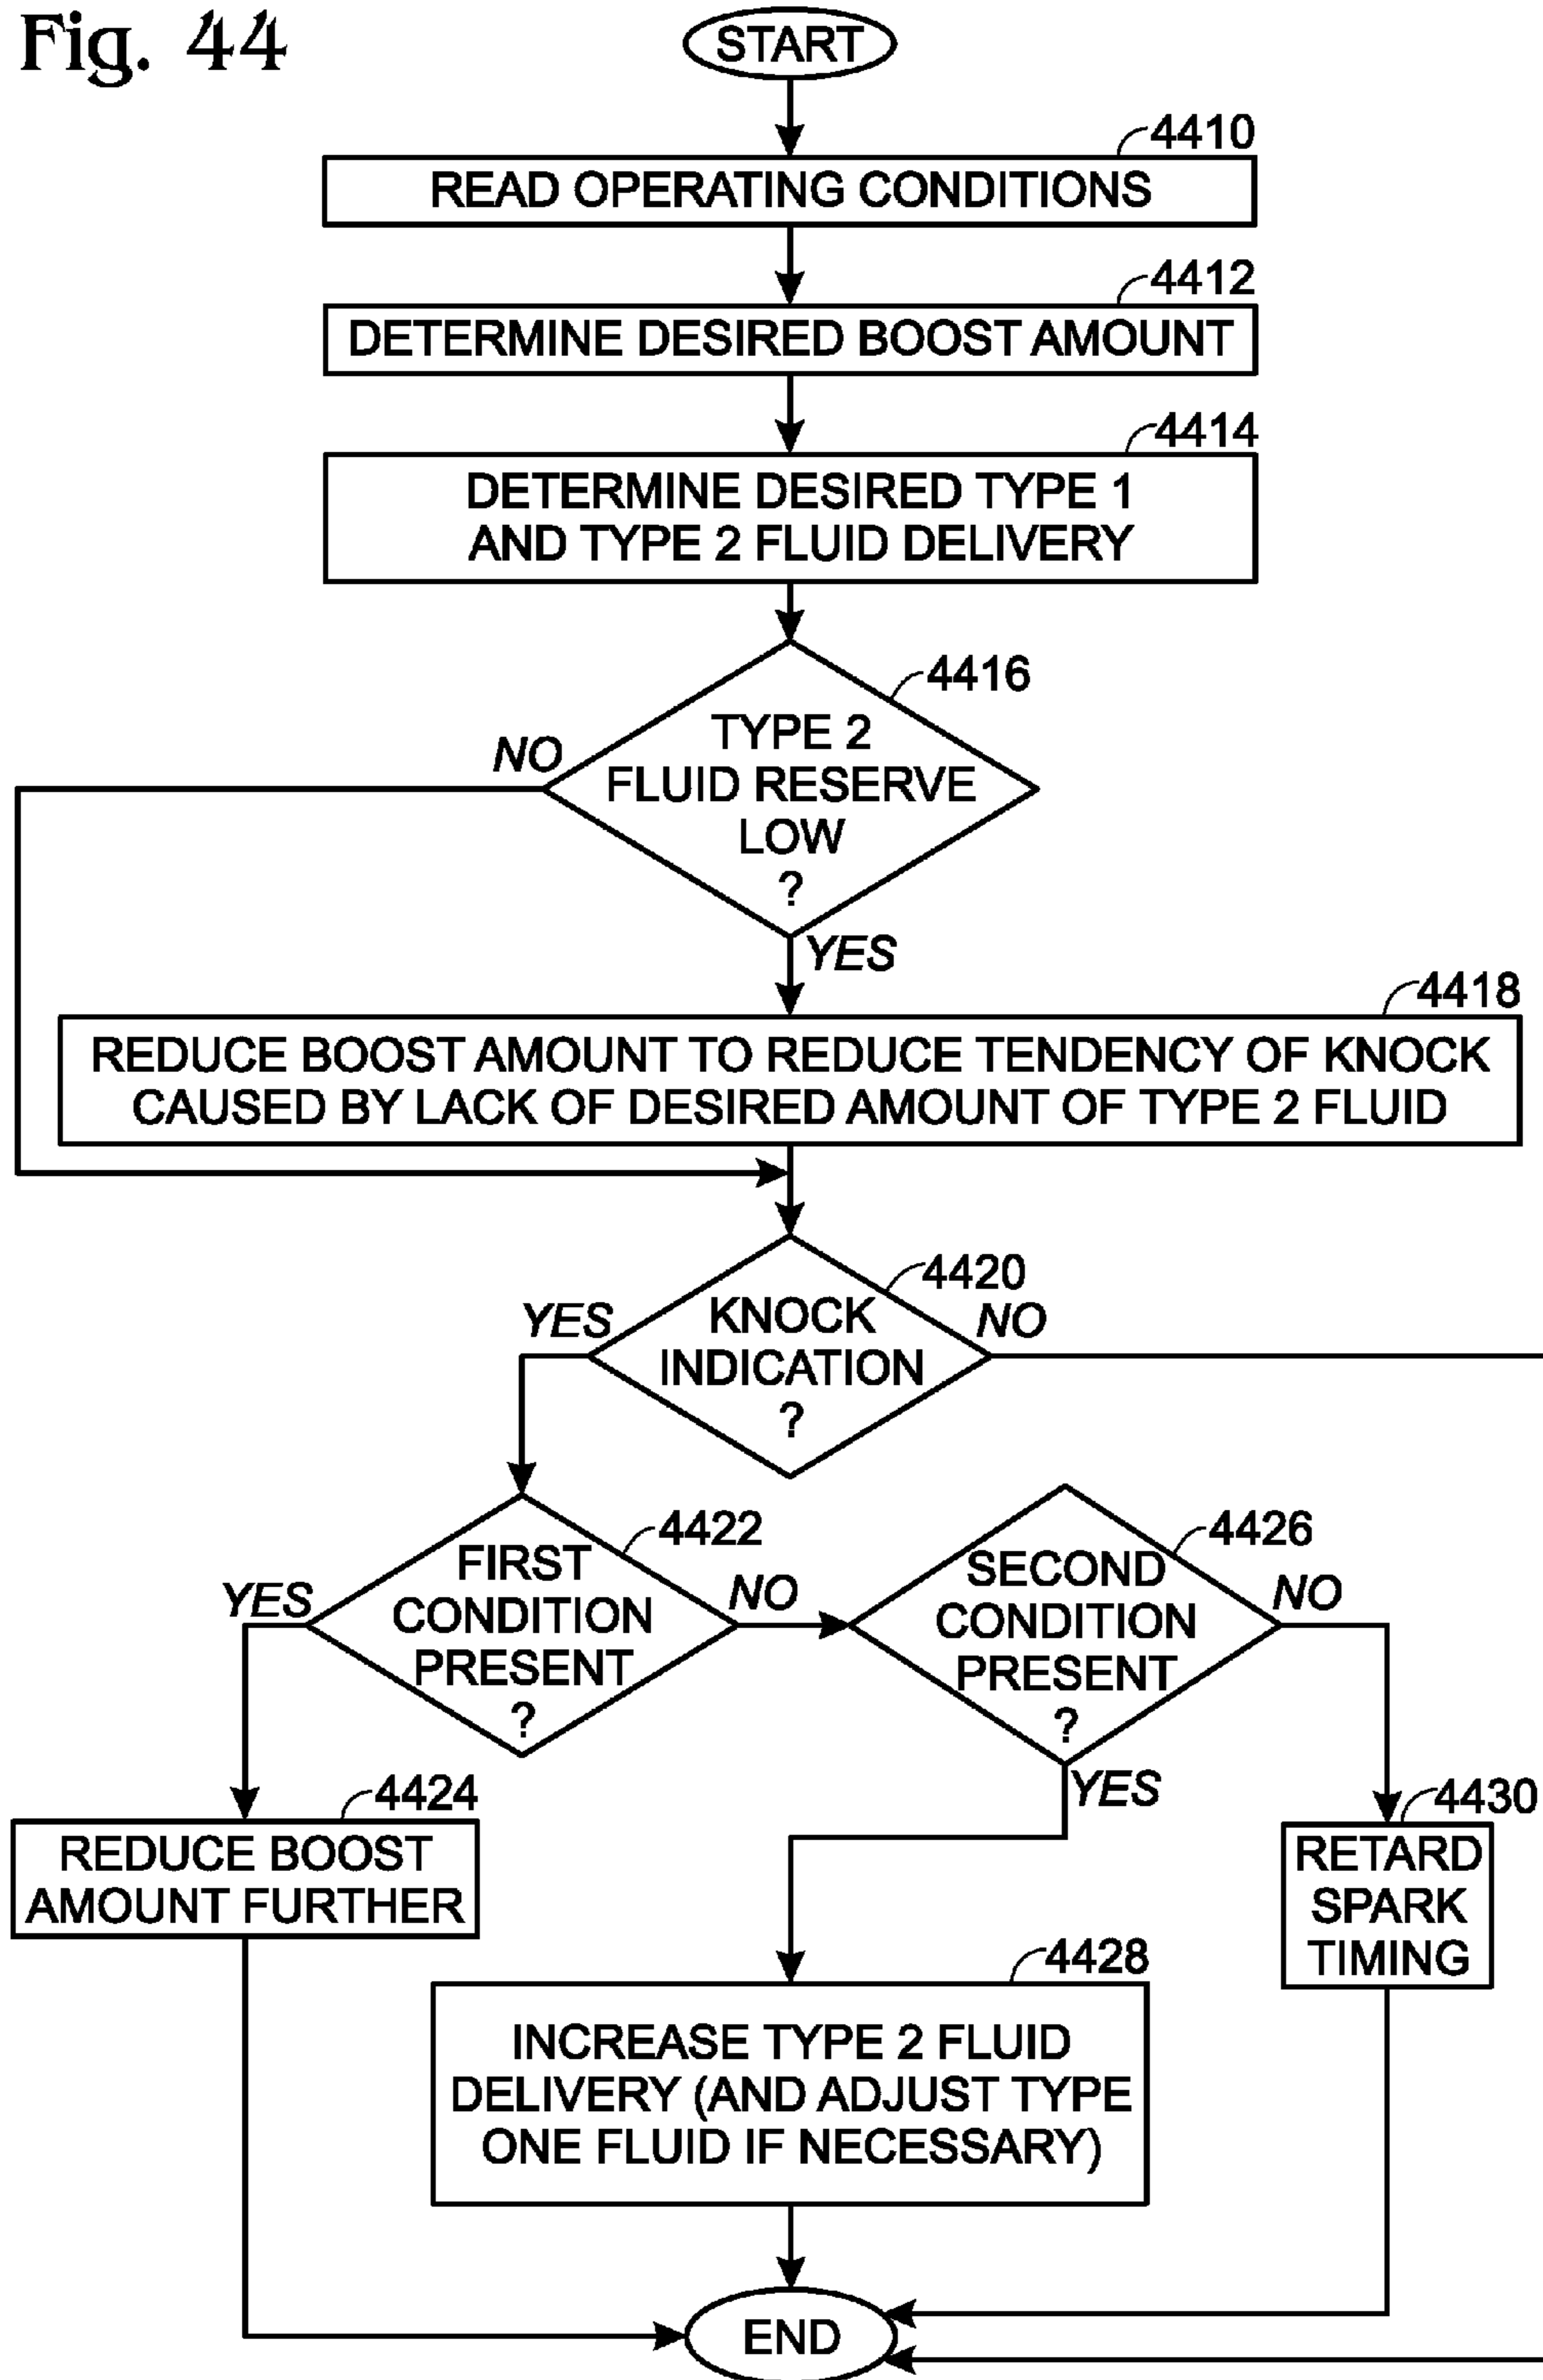 Fig. 44
START
4410
READ OPERATING CONDITIONS
4412
DETERMINE DESIRED BOOST AMOUNT
4414
DETERMINE DESIRED TYPE 1
AND TYPE 2 FLUID DELIVERY
4416
TYPE 2
FLUID RESERVE
LOW
?
NO
YES
4418
REDUCE BOOST AMOUNT TO REDUCE TENDENCY OF KNOCK
CAUSED BY LACK OF DESIRED AMOUNT OF TYPE 2 FLUID
4420
KNOCK
INDICATION
?
YES
NO
4422
FIRST
CONDITION
PRESENT
?
YES
NO
4426
SECOND
CONDITION
PRESENT
?
NO
YES
4424
REDUCE BOOST
AMOUNT FURTHER
4430
RETARD
SPARK
TIMING
4428
INCREASE TYPE 2 FLUID
DELIVERY (AND ADJUST TYPE
ONE FLUID IF NECESSARY)
END